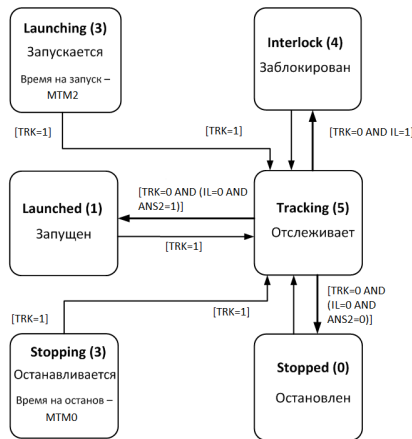 Launching (3)
Запускается
Время на запуск –
MTM2
Interlock (4)
Заблокирован
[TRK=1]
[TRK=1]
[TRK=0 AND IL=1]
Launched (1)
Запущен
[TRK=0 AND (IL=0 AND
ANS2=1)]
[TRK=1]
Tracking (5)
Отслеживает
[TRK=0 AND
(IL=0 AND
ANS2=0)]
[TRK=1]
[TRK=1]
Stopping (3)
Останавливается
Время на останов –
MTM0
Stopped (0)
Остановлен